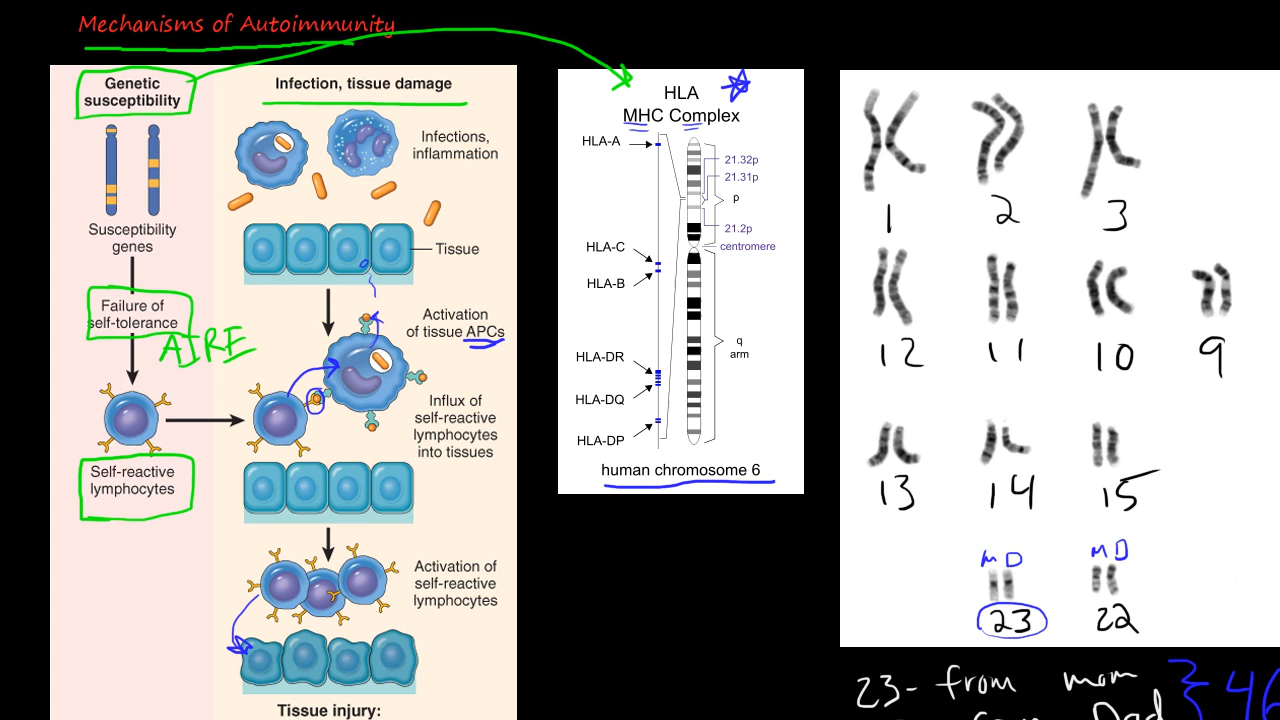 Mechanisms of Autoimmunity
Genetic
susceptibility
Susceptibility
genes
Failure of
self-tolerance
AIRE
Self-reactive
lymphocytes
Infection, tissue damage
Infections,
inflammation
Tissue
Activation
of tissue APCs
Influx of
self-reactive
lymphocytes
into tissues
Activation of
self-reactive
lymphocytes
Tissue injury:
HLA
MHC Complex
HLA-A
HLA-C
HLA-B
HLA-DR
HLA-DQ
HLA-DP
21.32p
21.31p
p
21.2p
centromere
q
arm
human chromosome 6
1 2 3
12 11 10 9
13 14 15
M D M D
23 22
23- from mom
Dad
46